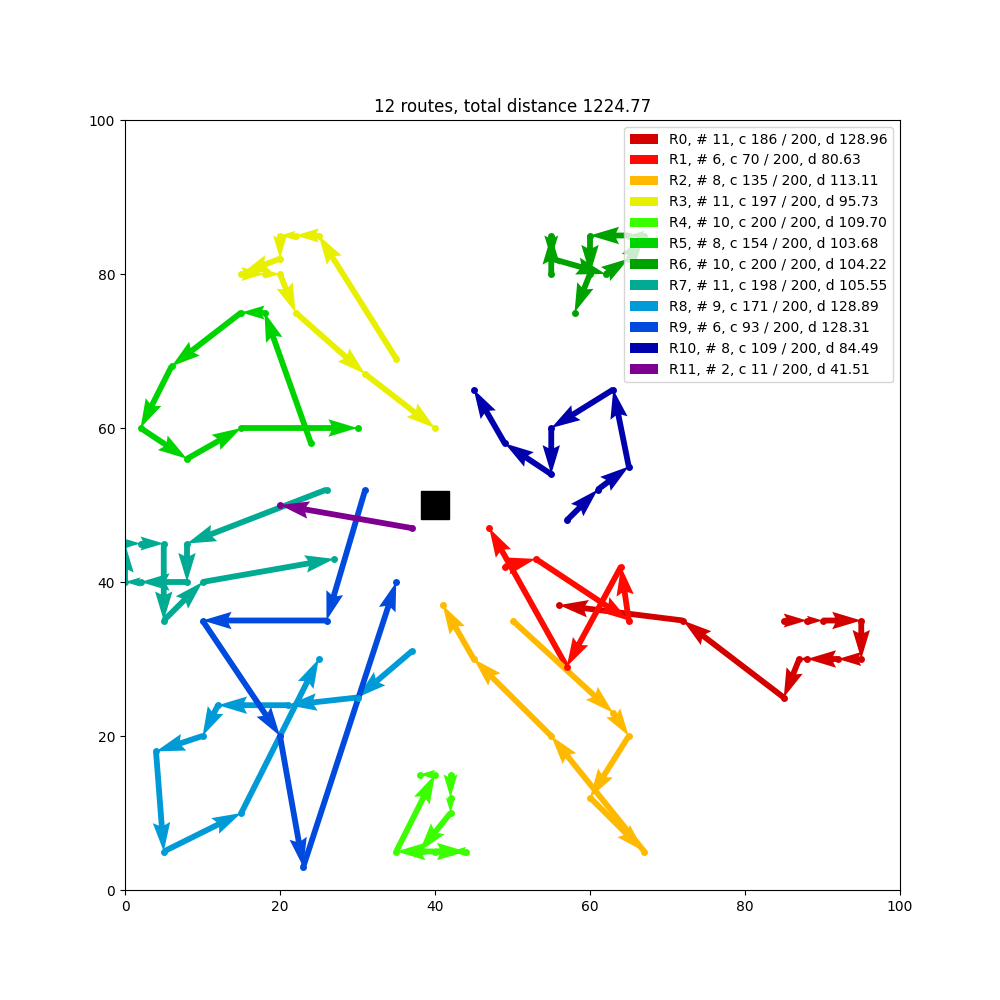 12 routes, total distance 1224.77
100
80
60
40
20
0
0 20 40 60 80 100
R0, # 11, c 186 / 200, d 128.96
R1, # 6, c 70 / 200, d 80.63
R2, # 8, c 135 / 200, d 113.11
R3, # 11, c 197 / 200, d 95.73
R4, # 10, c 200 / 200, d 109.70
R5, # 8, c 154 / 200, d 103.68
R6, # 10, c 200 / 200, d 104.22
R7, # 11, c 198 / 200, d 105.55
R8, # 9, c 171 / 200, d 128.89
R9, # 6, c 93 / 200, d 128.31
R10, # 8, c 109 / 200, d 84.49
R11, # 2, c 11 / 200, d 41.51